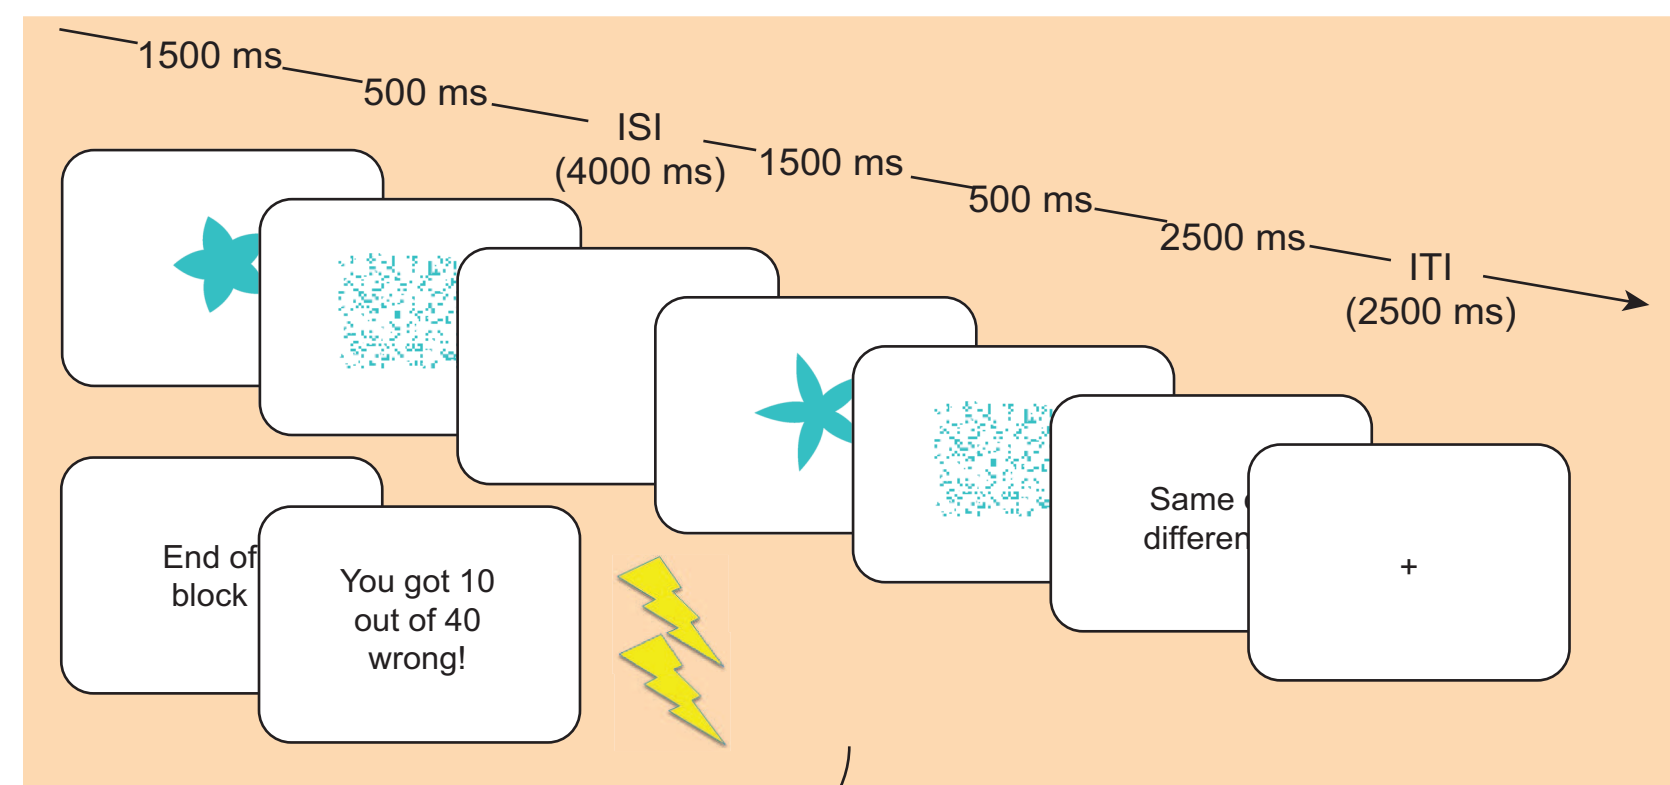 1500 ms
500 ms
ISI
(4000 ms)
1500 ms
500 ms
2500 ms
ITI
(2500 ms)
End of
block
You got 10
out of 40
wrong!
Same
differen
+